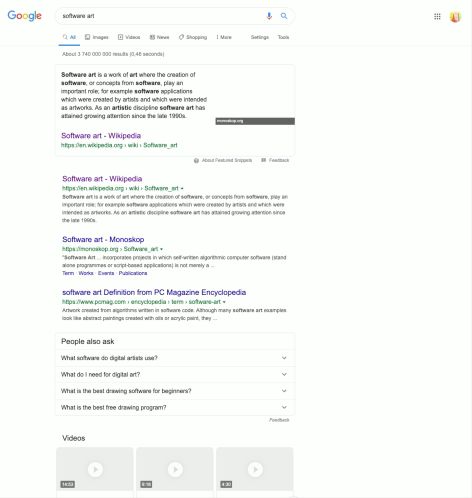 Google
software art
All
Images
Videos
News
Shopping
More
Settings
Tools
About 3 740 000 000 results (0,46 seconds)
Software art is a work of art where the creation of
software, or concepts from software, play an
important role; for example software applications
which were created by artists and which were intended
as artworks. As an artistic discipline software art has
attained growing attention since the late 1990s.
monoskop.org
Software art - Wikipedia
https://en.wikipedia.org › wiki › Software_art
About Featured Snippets
Feedback
Software art - Wikipedia
https://en.wikipedia.org › wiki › Software_art
Software art is a work of art where the creation of software, or concepts from software, play an
important role; for example software applications which were created by artists and which were
intended as artworks. As an artistic discipline software art has attained growing attention since
the late 1990s.
Software art - Monoskop
https://monoskop.org › Software_art
"Software Art ... incorporates projects in which self-written algorithmic computer software (stand
alone programmes or script-based applications) is not merely a ...
Term · Works · Events · Publications
software art Definition from PC Magazine Encyclopedia
https://www.pcmag.com › encyclopedia › term › software-art
Artwork created from algorithms written in software. Although many software art examples
look like abstract paintings created with oils or acrylic paint, they ...
People also ask
What software do digital artists use?
What do I need for digital art?
What is the best drawing software for beginners?
What is the best free drawing program?
Feedback
Videos
14:53
9:18
4:30